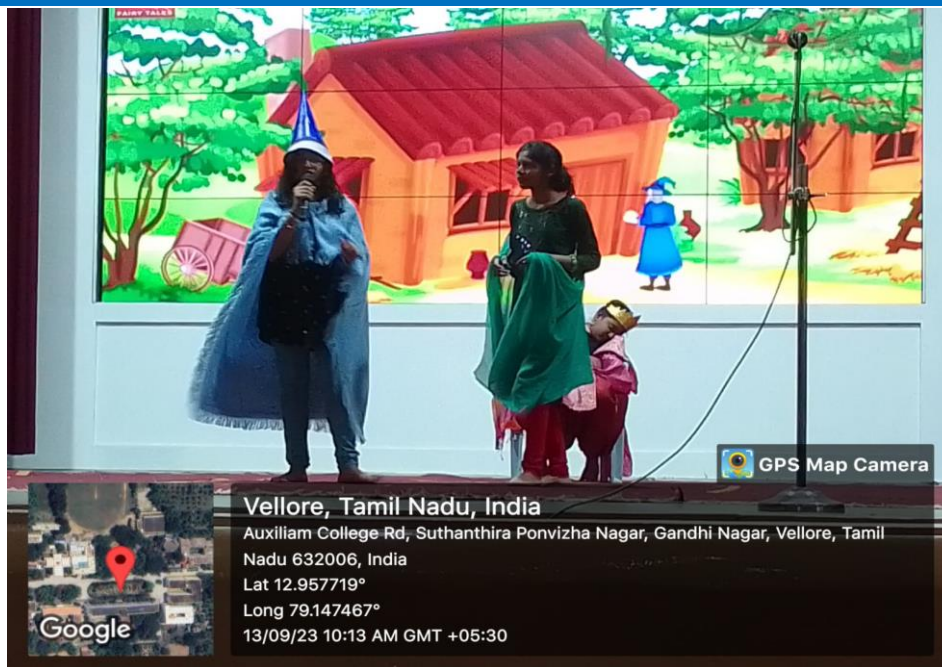 FAIRY TALES
GPS Map Camera
Vellore, Tamil Nadu, India
Auxiliam College Rd, Suthanthira Ponvizha Nagar, Gandhi Nagar, Vellore, Tamil
Nadu 632006, India
Lat 12.957719°
Long 79.147467°
13/09/23 10:13 AM GMT +05:30
Google